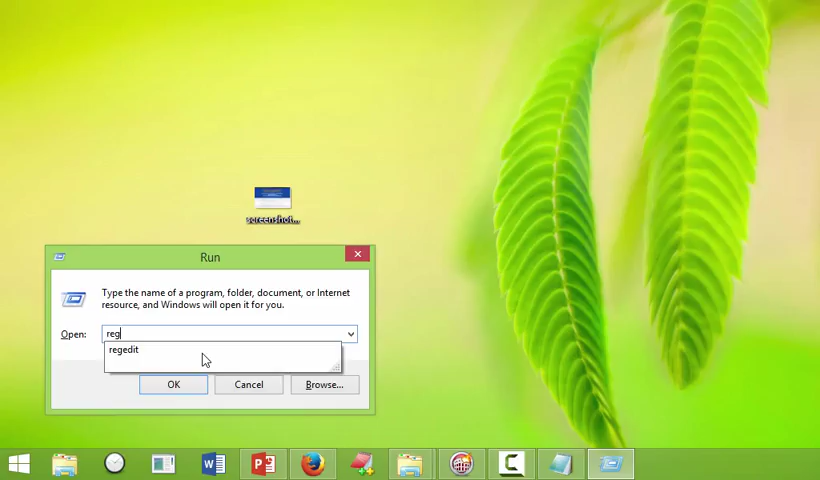 screenshot...
Run
Type the name of a program, folder, document, or Internet
resource, and Windows will open it for you.
Open: reg
regedit
OK Cancel Browse...